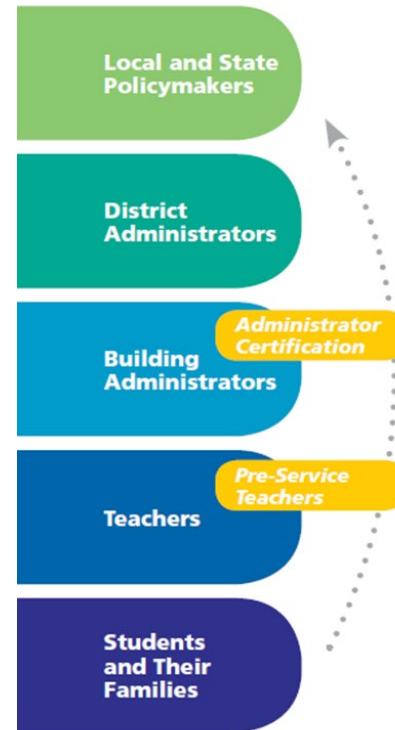 Local and State
Policymakers
District
Administrators
Administrator
Certification
Building
Administrators
Pre-Service
Teachers
Teachers
Students
and Their
Families